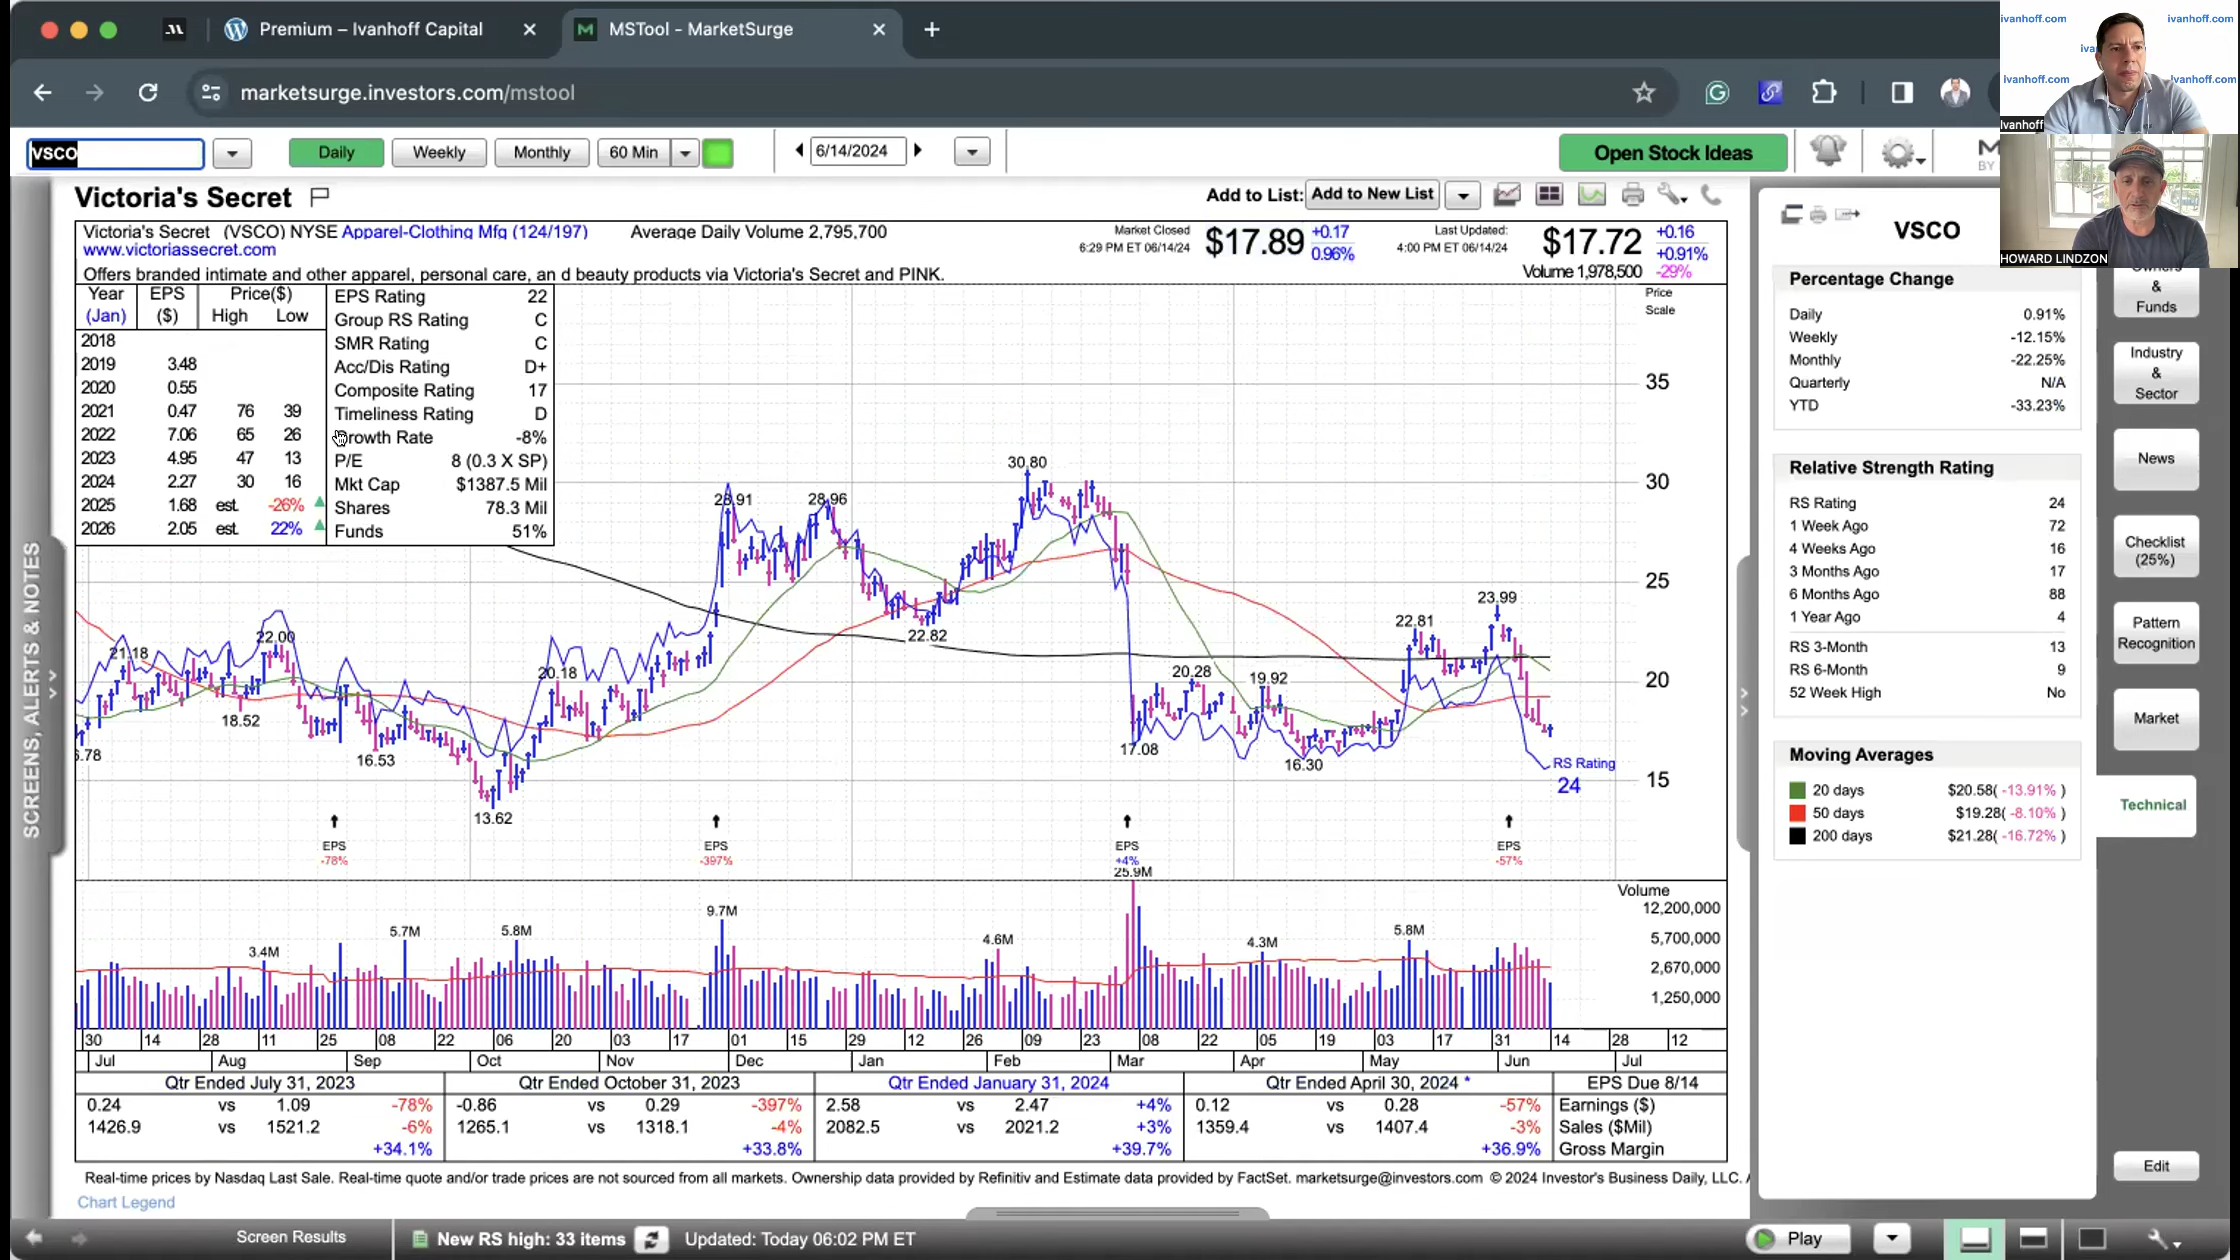 Premium – Ivanhoff Capital
MSTool - MarketSurge
marketsurge.investors.com/mstool
ivanhoff.com
ivanhoff.com
ivanhoff.com
ivanhoff.com
Ivanhoff
HOWARD LINDZON
VSCO
Daily
Weekly
Monthly
60 Min
6/14/2024
Open Stock Ideas
BY
Victoria's Secret
Add to List:
Add to New List
Victoria's Secret (VSCO) NYSE Apparel-Clothing Mfg (124/197) Average Daily Volume 2,795,700
www.victoriassecret.com
Market Closed
6:29 PM ET 06/14/24
$17.89
+0.17
0.96%
Last Updated:
4:00 PM ET 06/14/24
$17.72
+0.16
+0.91%
Volume 1,978,500 -29%
Offers branded intimate and other apparel, personal care, an d beauty products via Victoria's Secret and PINK.
Year EPS Price($)
(Jan) ($) High Low
2018
2019 3.48
2020 0.55
2021 0.47 76 39
2022 7.06 65 26
2023 4.95 47 13
2024 2.27 30 16
2025 1.68 est. -26%
2026 2.05 est. 22%
EPS Rating 22
Group RS Rating C
SMR Rating C
Acc/Dis Rating D+
Composite Rating 17
Timeliness Rating D
Growth Rate -8%
P/E 8 (0.3 X SP)
Mkt Cap $1387.5 Mil
Shares 78.3 Mil
Funds 51%
Price
Scale
35
30
25
20
15
30.80
28.91
28.96
23.99
22.81
22.82
22.00
21.18
20.18
20.28
19.92
18.52
17.08
16.53
16.30
6.78
13.62
RS Rating
24
EPS
-78%
EPS
-397%
EPS
+4%
EPS
-57%
25.9M
9.7M
5.7M
5.8M
3.4M
4.6M
4.3M
5.8M
Volume
12,200,000
5,700,000
2,670,000
1,250,000
30 14 28 11 25 08 22 06 20 03 17 01 15 29 12 26 09 23 08 22 05 19 03 17 31 14 28 12
Jul Aug Sep Oct Nov Dec Jan Feb Mar Apr May Jun Jul
Qtr Ended July 31, 2023 Qtr Ended October 31, 2023 Qtr Ended January 31, 2024 Qtr Ended April 30, 2024 * EPS Due 8/14
0.24 vs 1.09 -78% -0.86 vs 0.29 -397% 2.58 vs 2.47 +4% 0.12 vs 0.28 -57% Earnings ($)
1426.9 vs 1521.2 -6% 1265.1 vs 1318.1 -4% 2082.5 vs 2021.2 +3% 1359.4 vs 1407.4 -3% Sales ($Mil)
+34.1% +33.8% +39.7% +36.9% Gross Margin
Real-time prices by Nasdaq Last Sale. Real-time quote and/or trade prices are not sourced from all markets. Ownership data provided by Refinitiv and Estimate data provided by FactSet. marketsurge@investors.com © 2024 Investor's Business Daily, LLC.
Chart Legend
SCREENS, ALERTS & NOTES
VSCO
Percentage Change
Daily 0.91%
Weekly -12.15%
Monthly -22.25%
Quarterly N/A
YTD -33.23%
Relative Strength Rating
RS Rating 24
1 Week Ago 72
4 Weeks Ago 16
3 Months Ago 17
6 Months Ago 88
1 Year Ago 4
RS 3-Month 13
RS 6-Month 9
52 Week High No
Moving Averages
20 days $20.58( -13.91% )
50 days $19.28( -8.10% )
200 days $21.28( -16.72% )
Owners
&
Funds
Industry
&
Sector
News
Checklist
(25%)
Pattern
Recognition
Market
Technical
Edit
Screen Results
New RS high: 33 items
Updated: Today 06:02 PM ET
Play